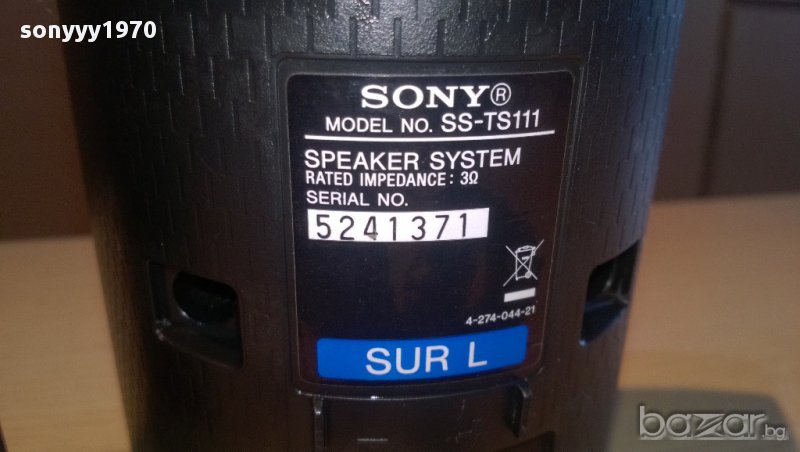 sonyyy1970
SONY®
MODEL NO. SS-TS111
SPEAKER SYSTEM
RATED IMPEDANCE: 3Ω
SERIAL NO.
5241371
4-274-044-21
SUR L
bazar.bg